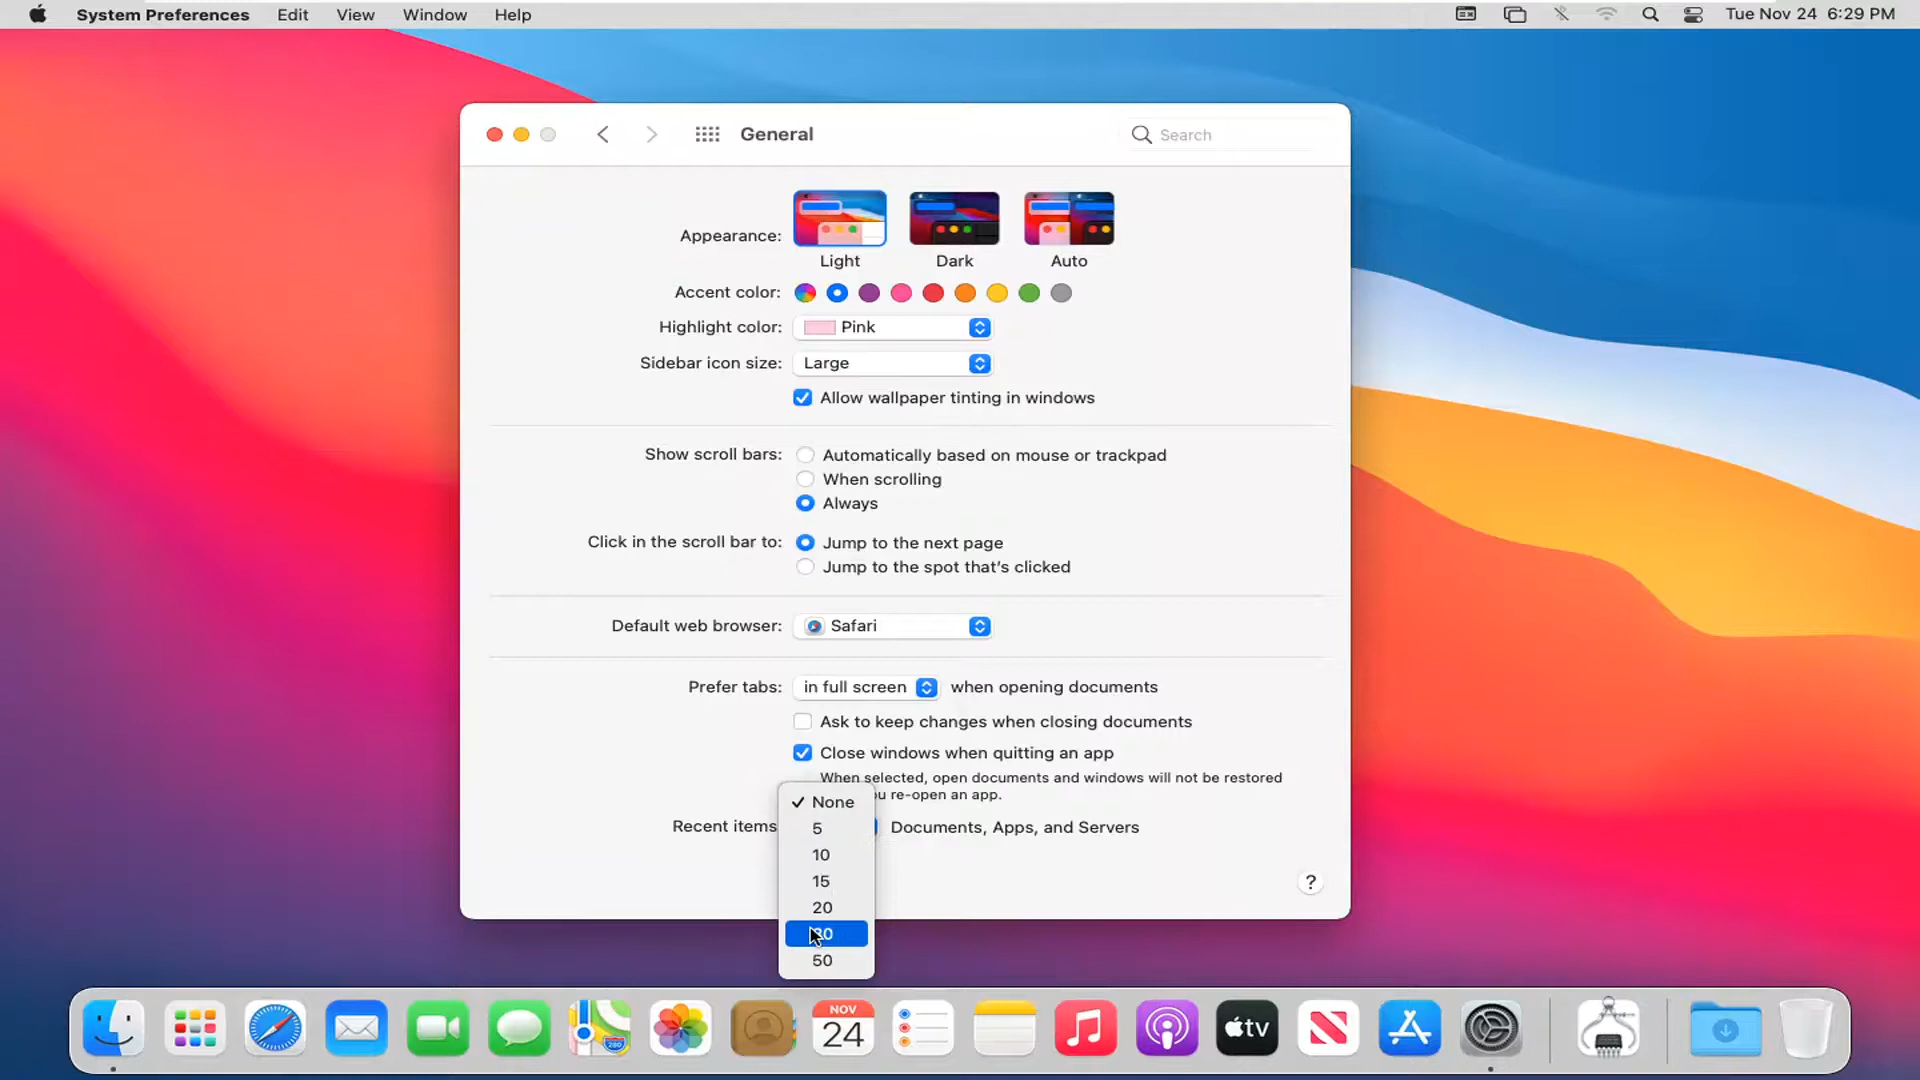 System Preferences Edit View Window Help Tue Nov 24 6:29 PM
General Search
Appearance:
Light Dark Auto
Accent color:
Highlight color: Pink
Sidebar icon size: Large
Allow wallpaper tinting in windows
Show scroll bars: Automatically based on mouse or trackpad
When scrolling
Always
Click in the scroll bar to: Jump to the next page
Jump to the spot that's clicked
Default web browser: Safari
Prefer tabs: in full screen when opening documents
Ask to keep changes when closing documents
Close windows when quitting an app
When selected, open documents and windows will not be restored
re-open an app.
Recent items Documents, Apps, and Servers
None
5
10
15
20
50
?
NOV
24
280
tv